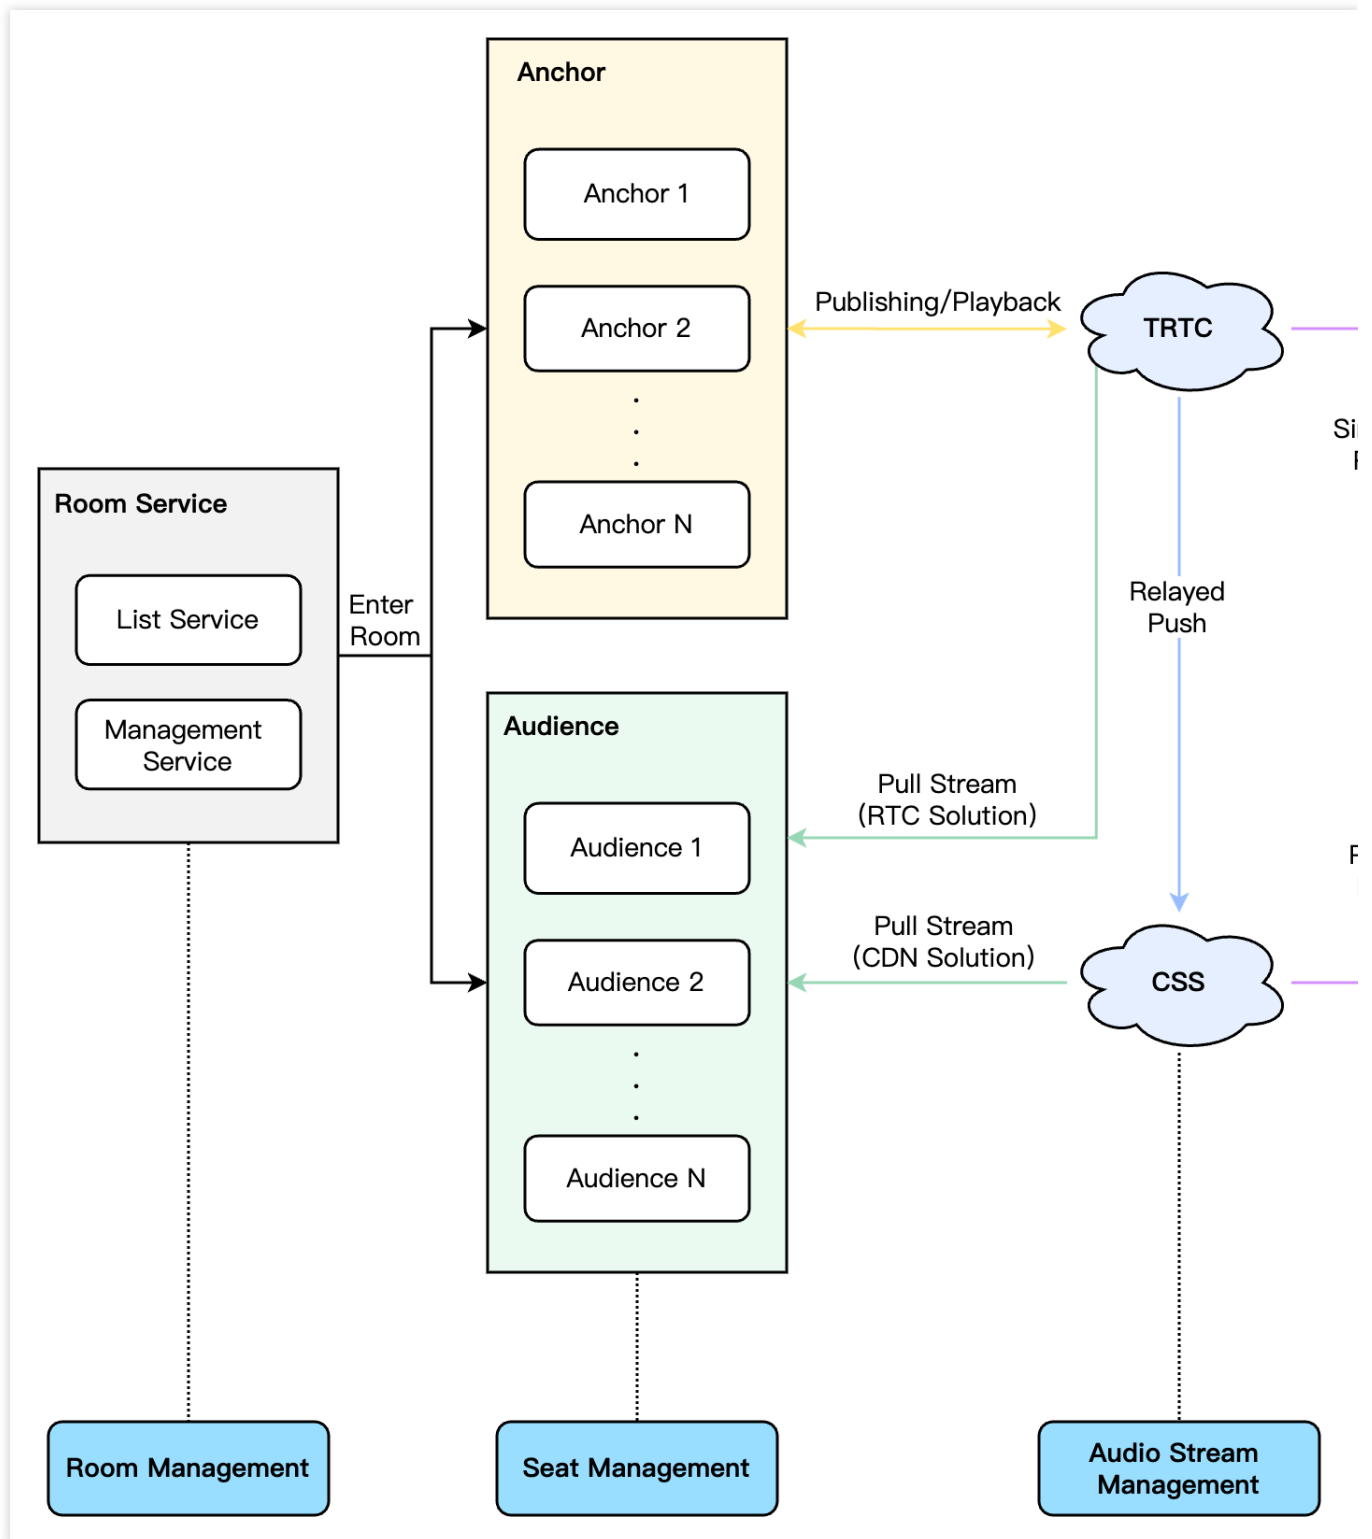 Anchor
Anchor 1
Anchor 2
.
.
.
Anchor N
Publishing/Playback
TRTC
Room Service
List Service
Management
Service
Enter
Room
Relayed
Push
Audience
Audience 1
Audience 2
.
.
.
Audience N
Pull Stream
(RTC Solution)
Pull Stream
(CDN Solution)
CSS
Room Management
Seat Management
Audio Stream
Management